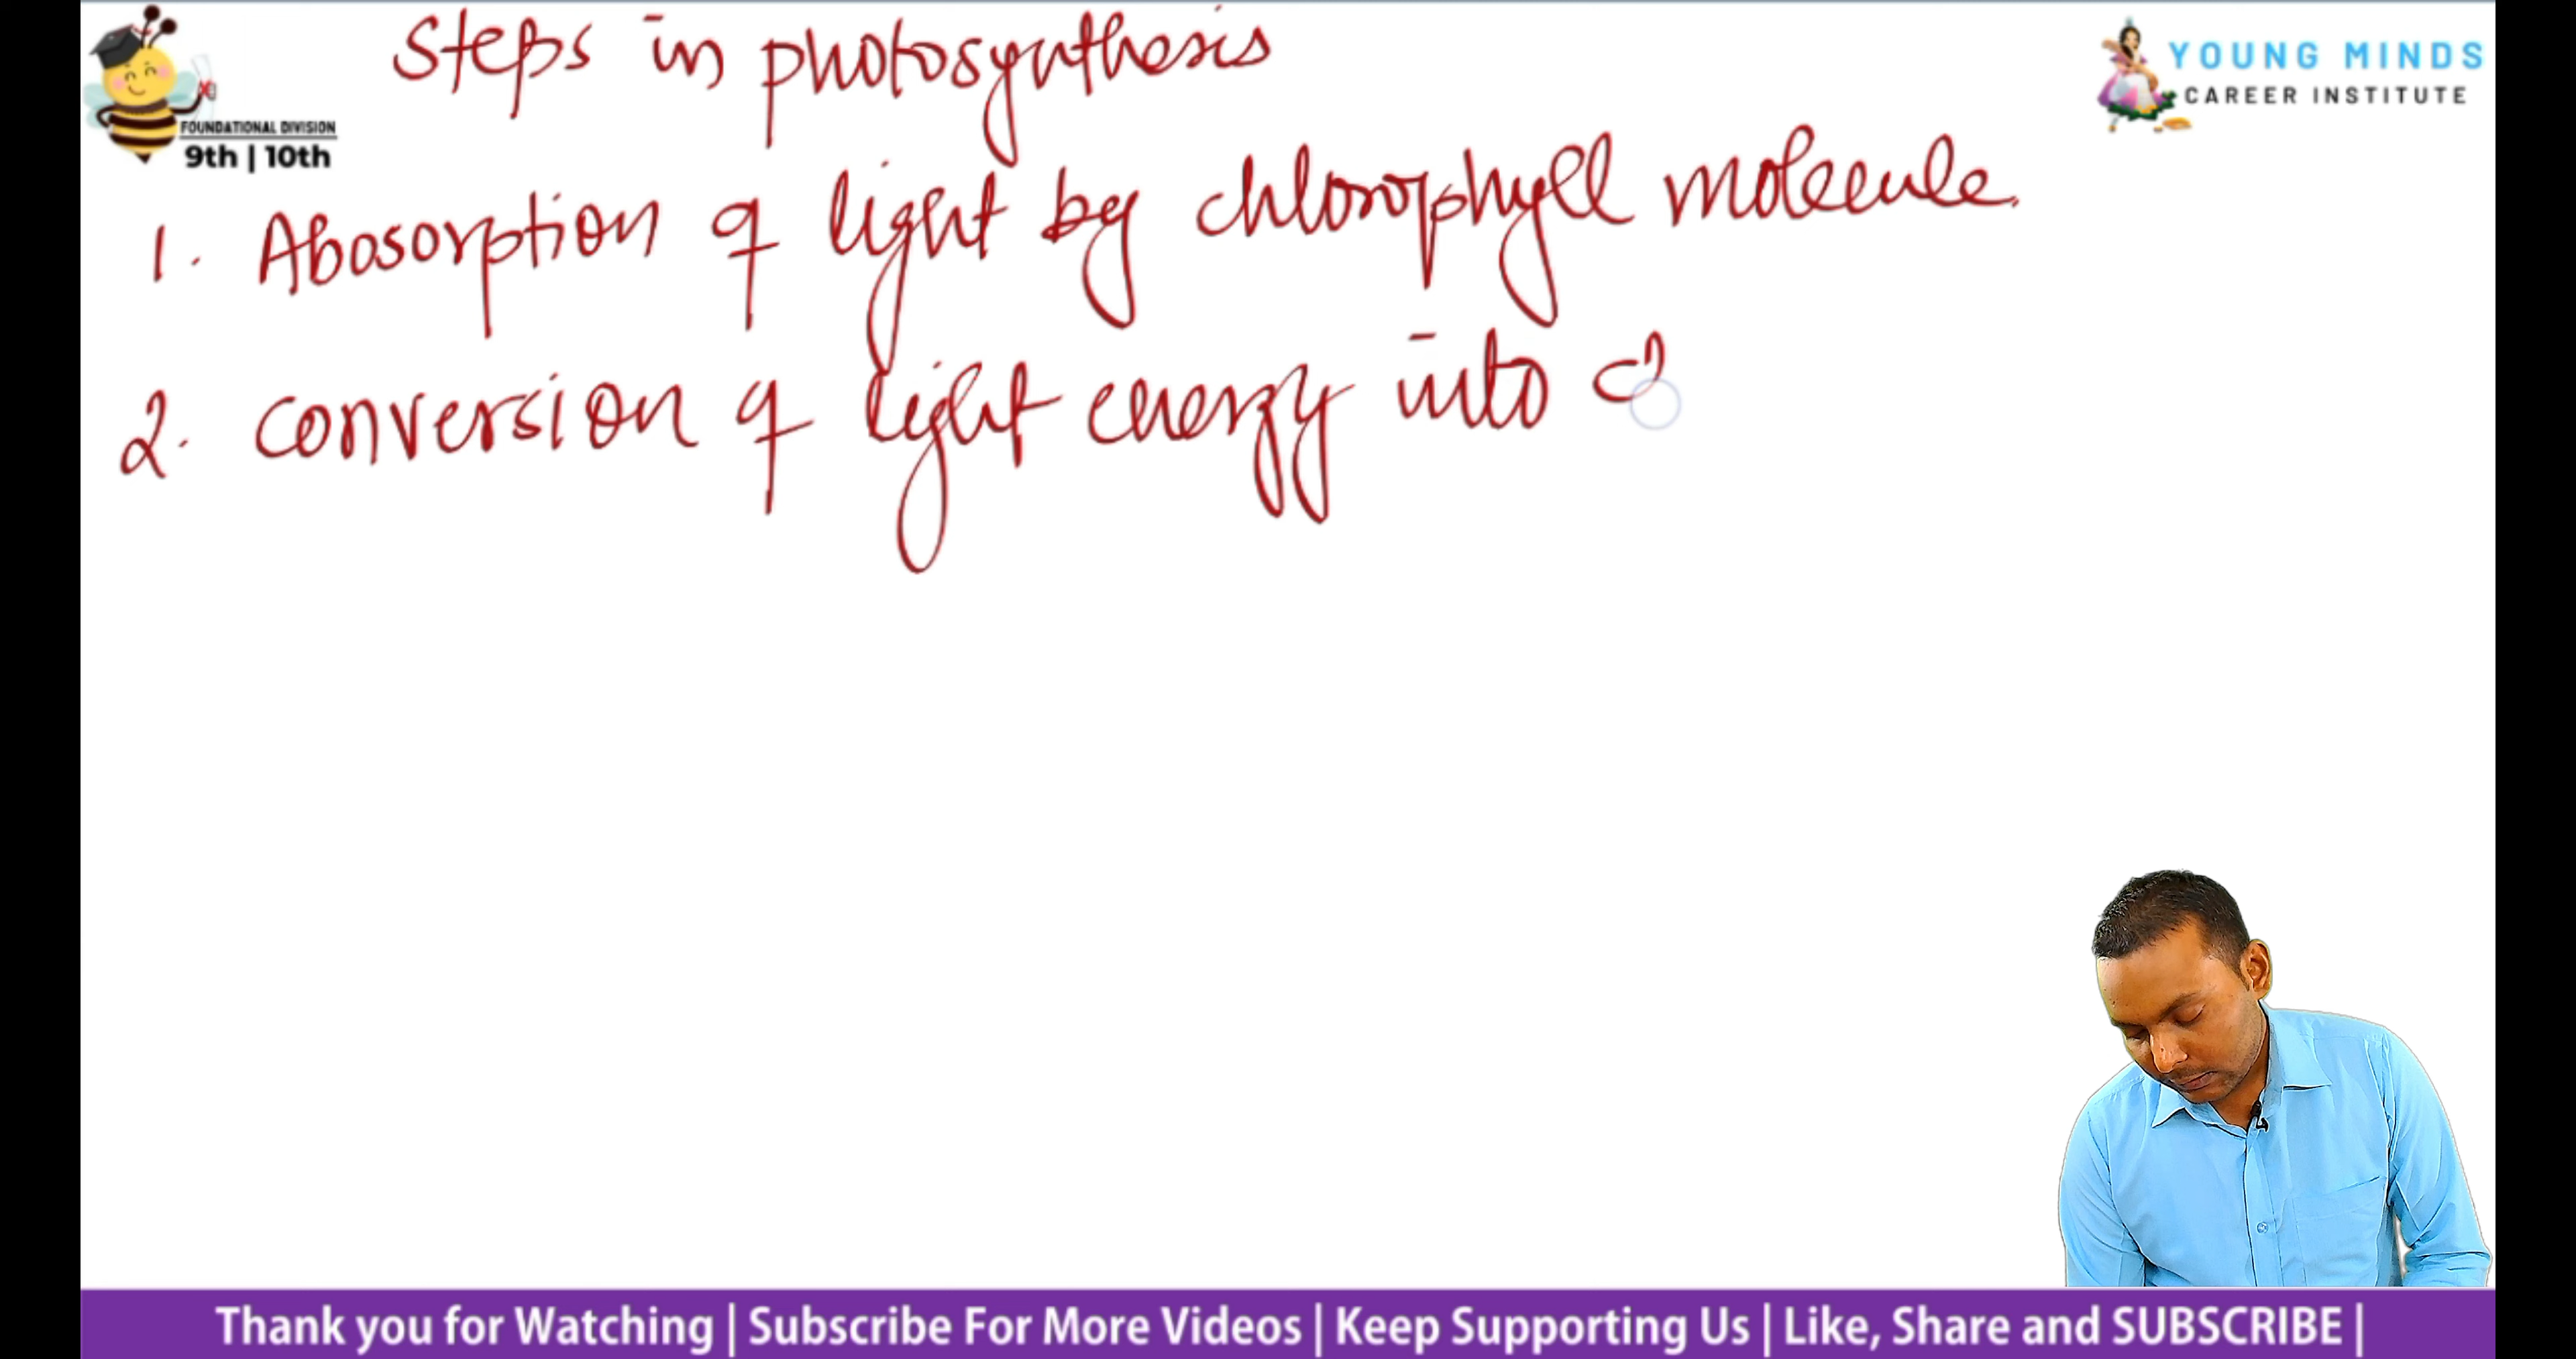 Steps in photosynthesis
YOUNG MINDS
CAREER INSTITUTE
FOUNDATIONAL DIVISION
9th | 10th
1. Abosorption of light by chlorophyll molecule.
2. Conversion of light energy into c
Thank you for Watching | Subscribe For More Videos | Keep Supporting Us | Like, Share and SUBSCRIBE |